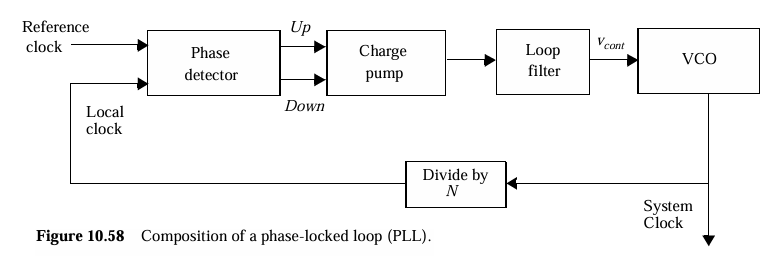 Reference
clock
Up
Phase
detector
Charge
pump
Loop
filter
vcont
VCO
Down
Local
clock
Divide by
N
System
Clock
Figure 10.58 Composition of a phase-locked loop (PLL).